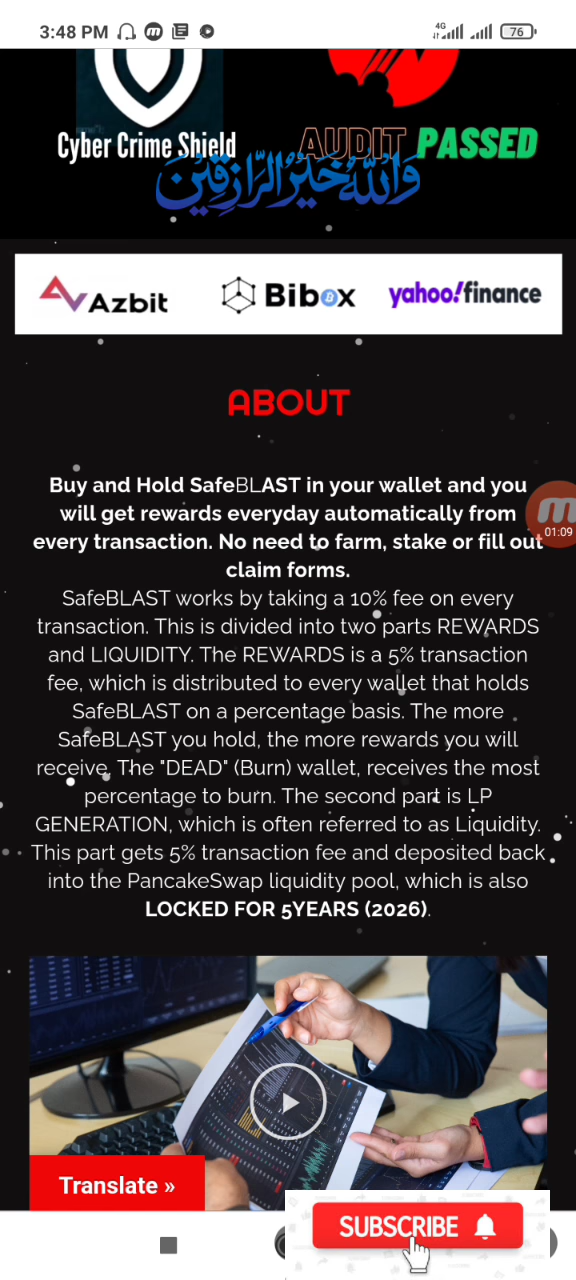 3:48 PM
4G
76
Cyber Crime Shield
AUDIT PASSED
وَاللَّهُ خَيْرُ الرَّازِقِينَ
Azbit
Bibox
yahoo!finance
ABOUT
Buy and Hold SafeBLAST in your wallet and you
will get rewards everyday automatically from
every transaction. No need to farm, stake or fill out
claim forms.
01:09
SafeBLAST works by taking a 10% fee on every
transaction. This is divided into two parts REWARDS
and LIQUIDITY. The REWARDS is a 5% transaction
fee, which is distributed to every wallet that holds
SafeBLAST on a percentage basis. The more
SafeBLAST you hold, the more rewards you will
receive. The "DEAD" (Burn) wallet, receives the most
percentage to burn. The second part is LP
GENERATION, which is often referred to as Liquidity.
This part gets 5% transaction fee and deposited back
into the PancakeSwap liquidity pool, which is also
LOCKED FOR 5YEARS (2026).
Translate »
SUBSCRIBE